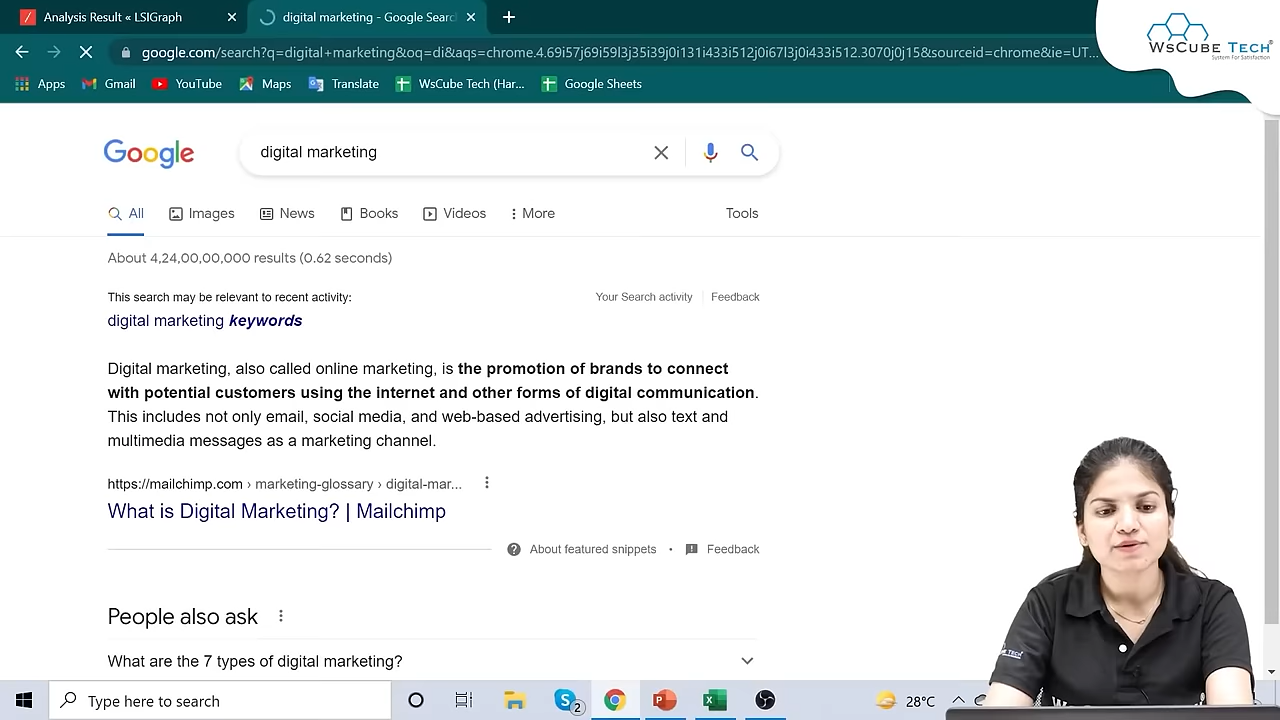 Analysis Result « LSIGraph
digital marketing - Google Searc
WsCube Tech®
System For Satisfaction
google.com/search?q=digital+marketing&oq=di&aqs=chrome.4.69i57j69i59l3j35i39j0i131i433i512j0i67l3j0i433i512.3070j0j15&sourceid=chrome&ie=UT...
Apps Gmail YouTube Maps Translate WsCube Tech (Har... Google Sheets
Google digital marketing
All Images News Books Videos More Tools
About 4,24,00,00,000 results (0.62 seconds)
This search may be relevant to recent activity: Your Search activity Feedback
digital marketing keywords
Digital marketing, also called online marketing, is the promotion of brands to connect
with potential customers using the internet and other forms of digital communication.
This includes not only email, social media, and web-based advertising, but also text and
multimedia messages as a marketing channel.
https://mailchimp.com › marketing-glossary › digital-mar...
What is Digital Marketing? | Mailchimp
About featured snippets • Feedback
People also ask
What are the 7 types of digital marketing?
Type here to search
2
28°C